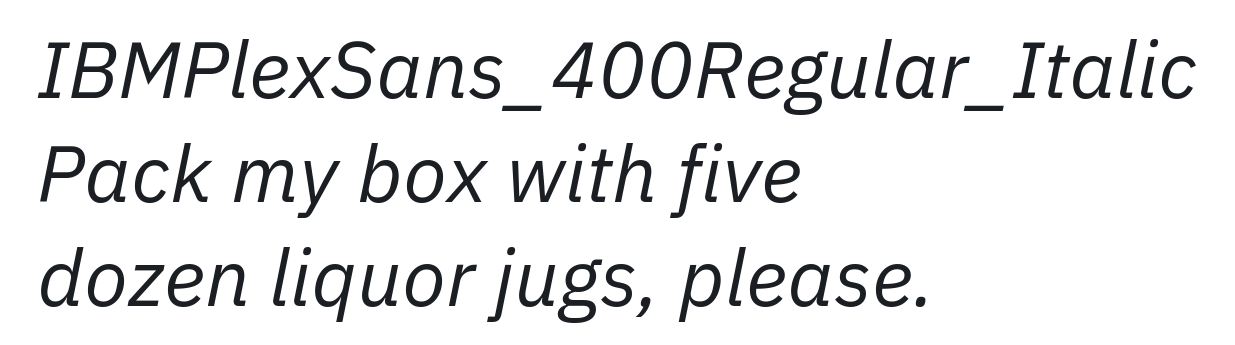 IBMPlexSans_400Regular_Italic
Pack my box with five
dozen liquor jugs, please.